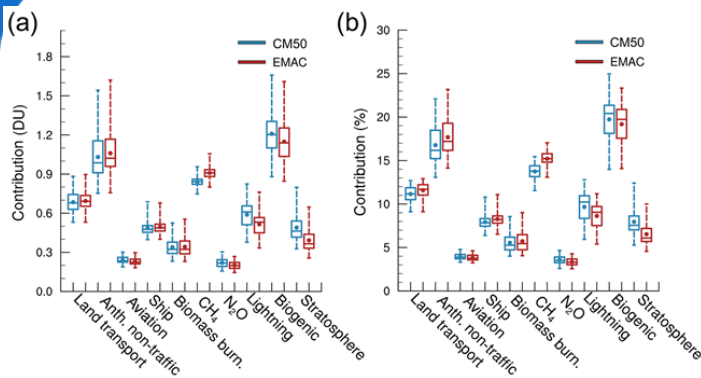 (a)
CM50
EMAC
Contribution (DU)
1.8
1.5
1.2
0.9
0.6
0.3
0.0
Land transport
Anth. non-traffic
Aviation
Ship
Biomass burn.
CH₄
N₂O
Lightning
Biogenic
Stratosphere
(b)
CM50
EMAC
Contribution (%)
30
25
20
15
10
5
0
Land transport
Anth. non-traffic
Aviation
Ship
Biomass burn.
CH₄
N₂O
Lightning
Biogenic
Stratosphere